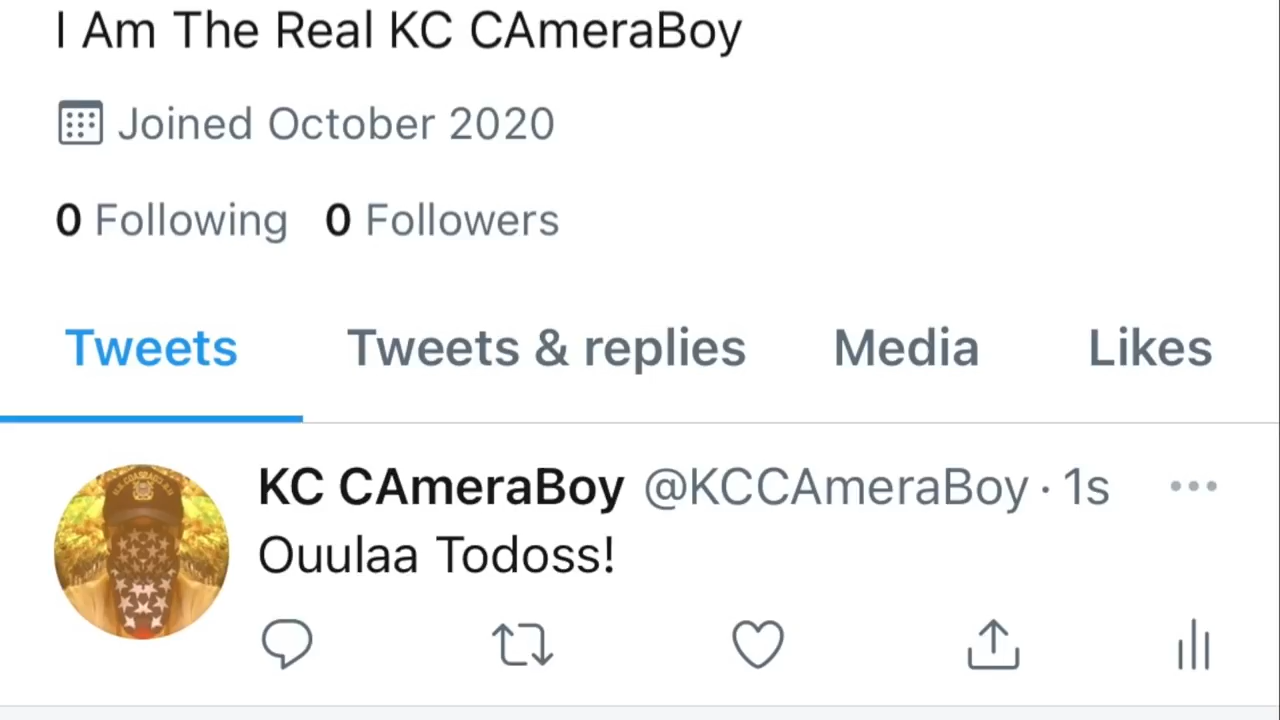 I Am The Real KC CAmeraBoy
Joined October 2020
0 Following 0 Followers
Tweets Tweets & replies Media Likes
KC CAmeraBoy @KCCAmeraBoy · 1s
Ouulaa Todoss!